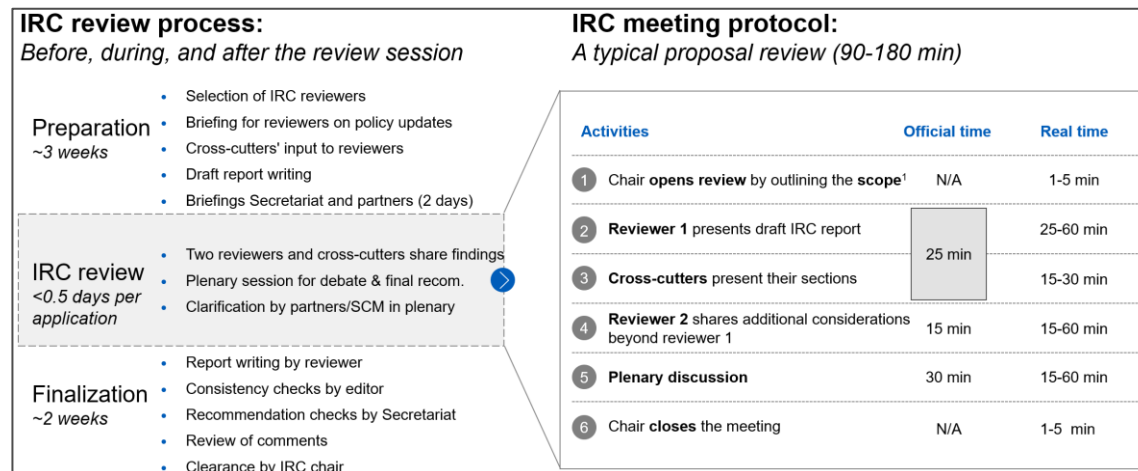 IRC review process:
Before, during, and after the review session
Preparation
~3 weeks
• Selection of IRC reviewers
• Briefing for reviewers on policy updates
• Cross-cutters' input to reviewers
• Draft report writing
• Briefings Secretariat and partners (2 days)
IRC review
<0.5 days per
application
• Two reviewers and cross-cutters share findings
• Plenary session for debate & final recom.
• Clarification by partners/SCM in plenary
Finalization
~2 weeks
• Report writing by reviewer
• Consistency checks by editor
• Recommendation checks by Secretariat
• Review of comments
• Clearance by IRC chair
IRC meeting protocol:
A typical proposal review (90-180 min)
Activities Official time Real time
1 Chair opens review by outlining the scope¹ N/A 1-5 min
2 Reviewer 1 presents draft IRC report 25-60 min
25 min
3 Cross-cutters present their sections 15-30 min
4 Reviewer 2 shares additional considerations
beyond reviewer 1 15 min 15-60 min
5 Plenary discussion 30 min 15-60 min
6 Chair closes the meeting N/A 1-5 min